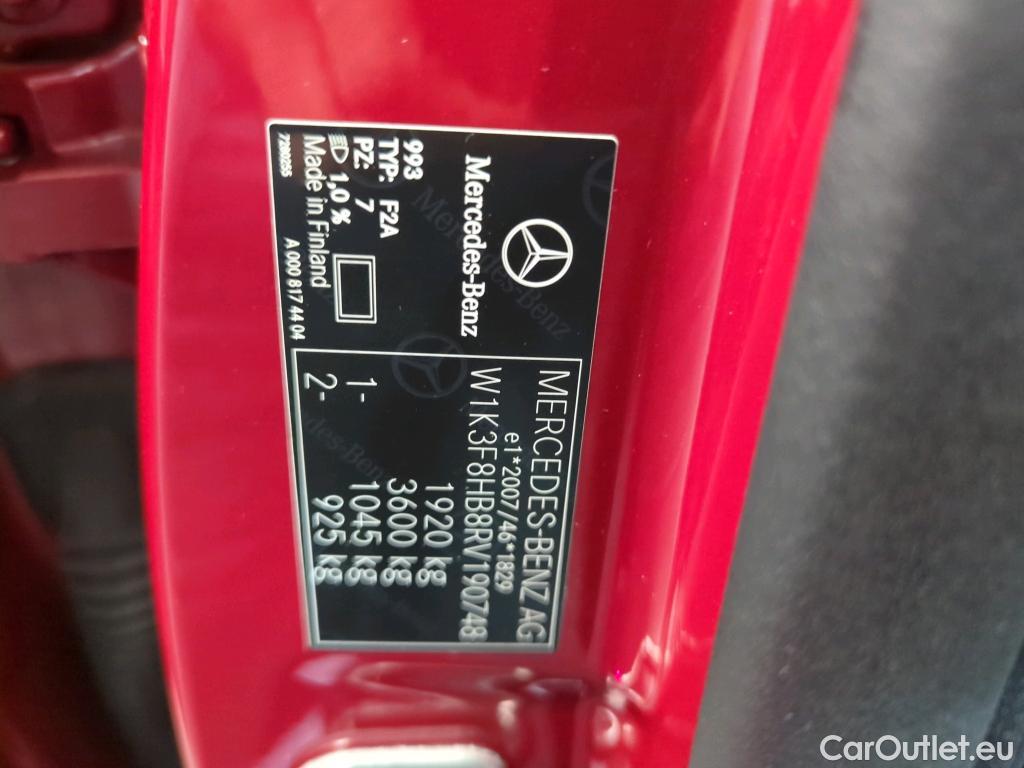 Mercedes-Benz
993
TYP: F2A
PZ: 7
1,0 %
Made in Finland
7280255 A 000 817 44 04
MERCEDES-BENZ AG
e1*2007/46*1829
W1K3F8HB8RV190748
1920 kg
3600 kg
1- 1045 kg
2- 925 kg
CarOutlet.eu